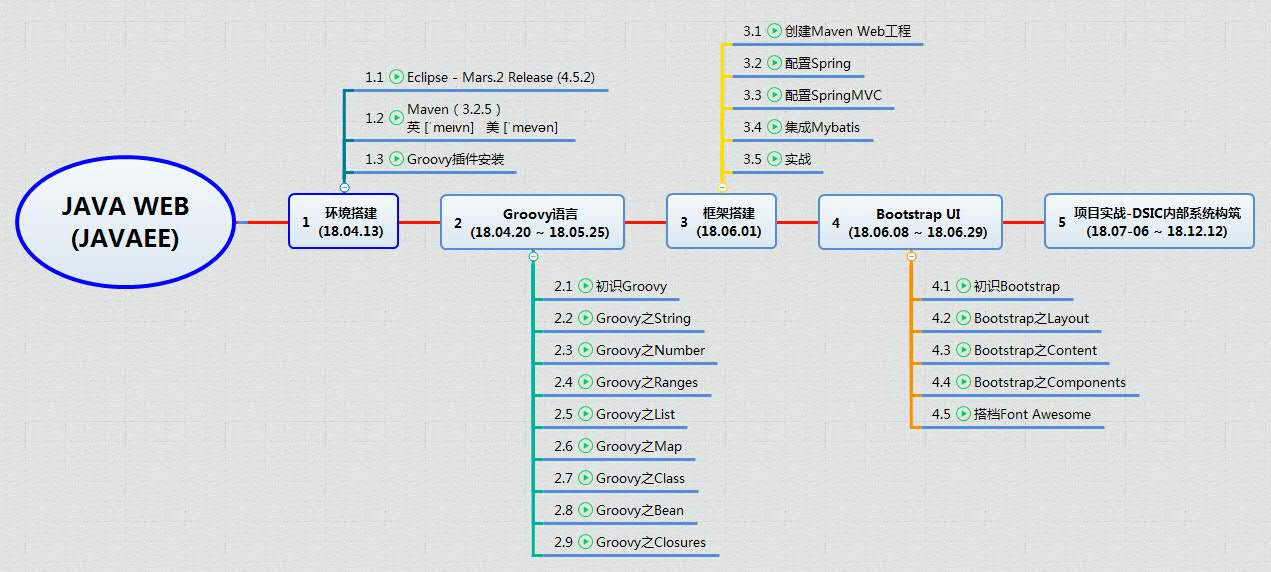 JAVA WEB
(JAVAEE)
1 环境搭建
(18.04.13)
1.1 Eclipse - Mars.2 Release (4.5.2)
1.2 Maven（3.2.5）
英 [ˈmeɪvn] 美 [ˈmevən]
1.3 Groovy插件安装
2 Groovy语言
(18.04.20 ~ 18.05.25)
2.1 初识Groovy
2.2 Groovy之String
2.3 Groovy之Number
2.4 Groovy之Ranges
2.5 Groovy之List
2.6 Groovy之Map
2.7 Groovy之Class
2.8 Groovy之Bean
2.9 Groovy之Closures
3 框架搭建
(18.06.01)
3.1 创建Maven Web工程
3.2 配置Spring
3.3 配置SpringMVC
3.4 集成Mybatis
3.5 实战
4 Bootstrap UI
(18.06.08 ~ 18.06.29)
4.1 初识Bootstrap
4.2 Bootstrap之Layout
4.3 Bootstrap之Content
4.4 Bootstrap之Components
4.5 搭档Font Awesome
5 项目实战-DSIC内部系统构筑
(18.07-06 ~ 18.12.12)